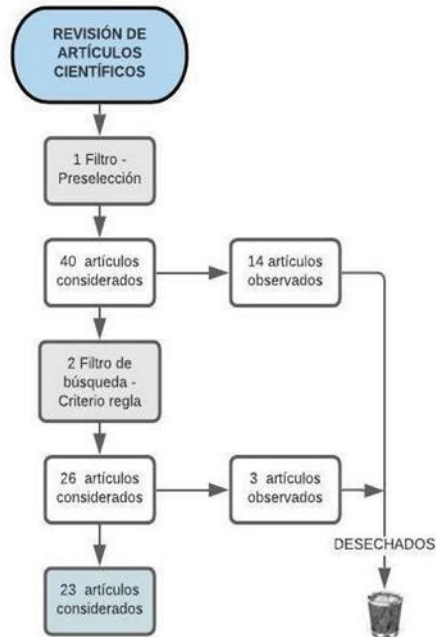 REVISIÓN DE
ARTÍCULOS
CIENTÍFICOS
1 Filtro -
Preselección
40 artículos
considerados
14 artículos
observados
2 Filtro de
búsqueda -
Criterio regla
26 artículos
considerados
3 artículos
observados
DESECHADOS
23 artículos
considerados